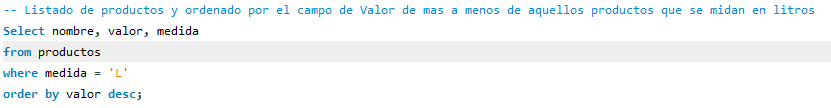 -- Listado de productos y ordenado por el campo de Valor de mas a menos de aquellos productos que se midan en litros
Select nombre, valor, medida
from productos
where medida = 'L'
order by valor desc;